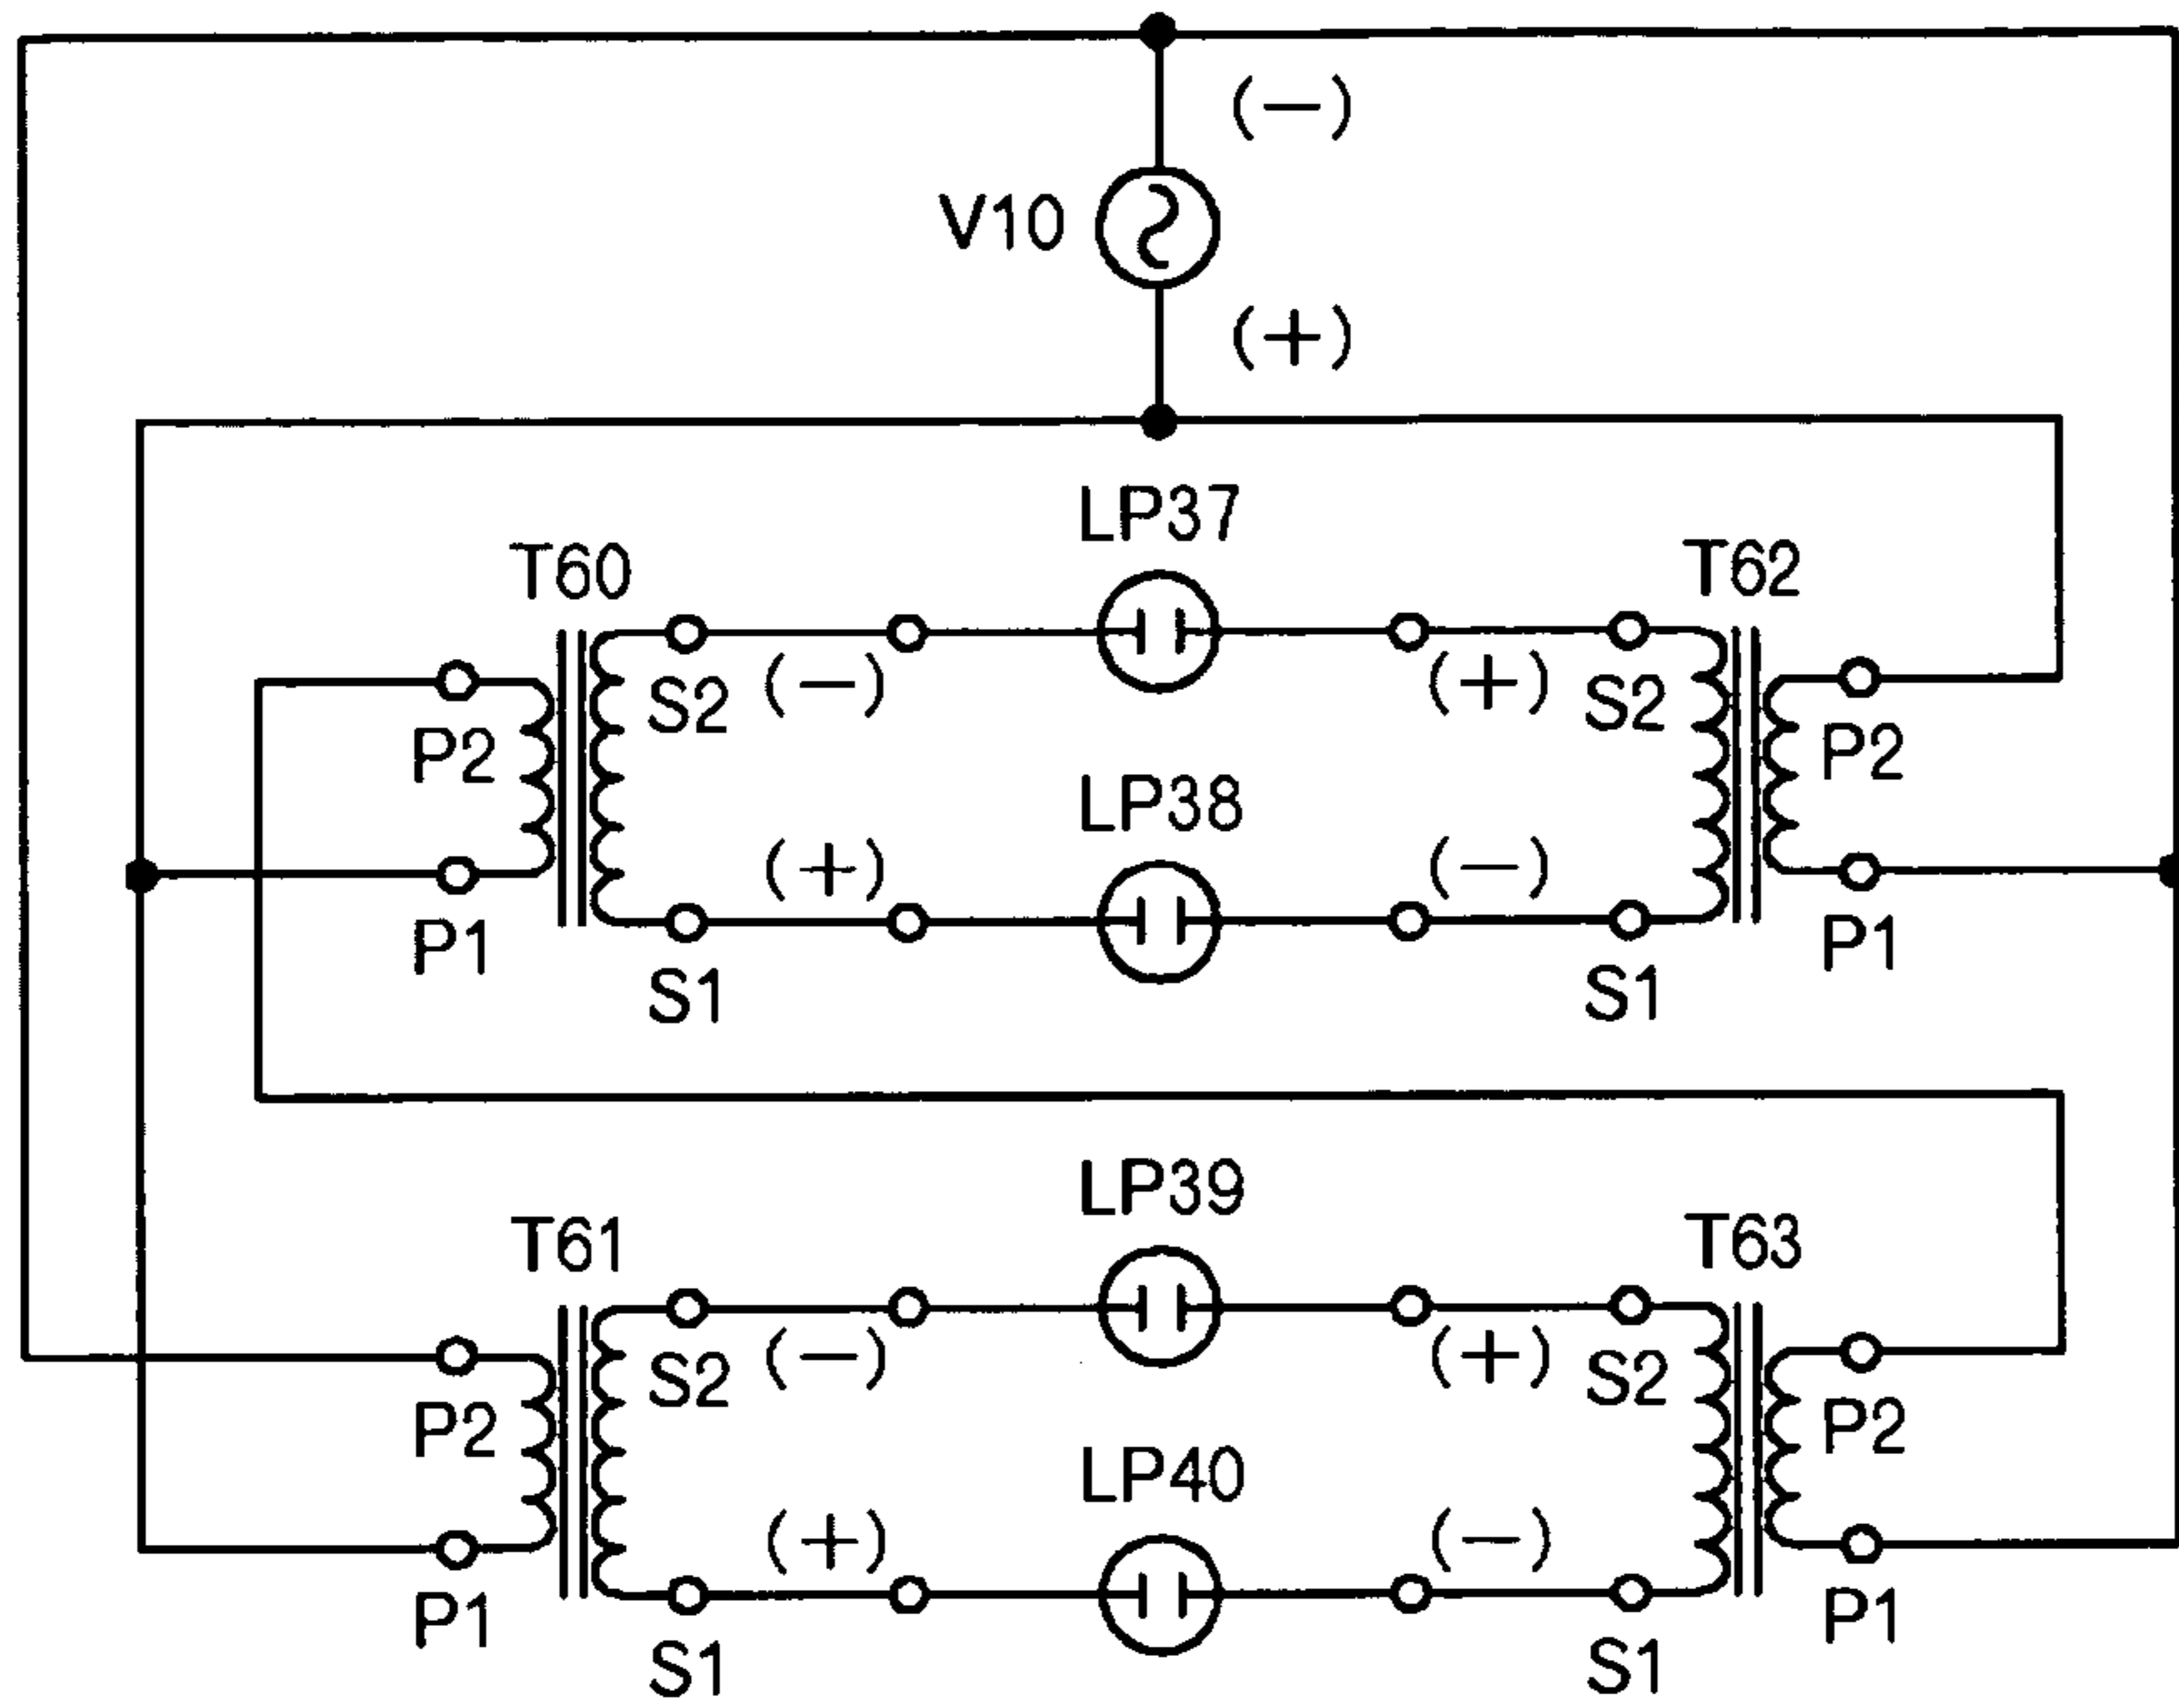 (−)
V10
(+)
LP37
T60 T62
S2 (−) (+) S2
P2 P2
LP38
(+) (−)
P1 P1
S1 S1
LP39
T61 T63
S2 (−) (+) S2
P2 P2
LP40
(+) (−)
P1 P1
S1 S1